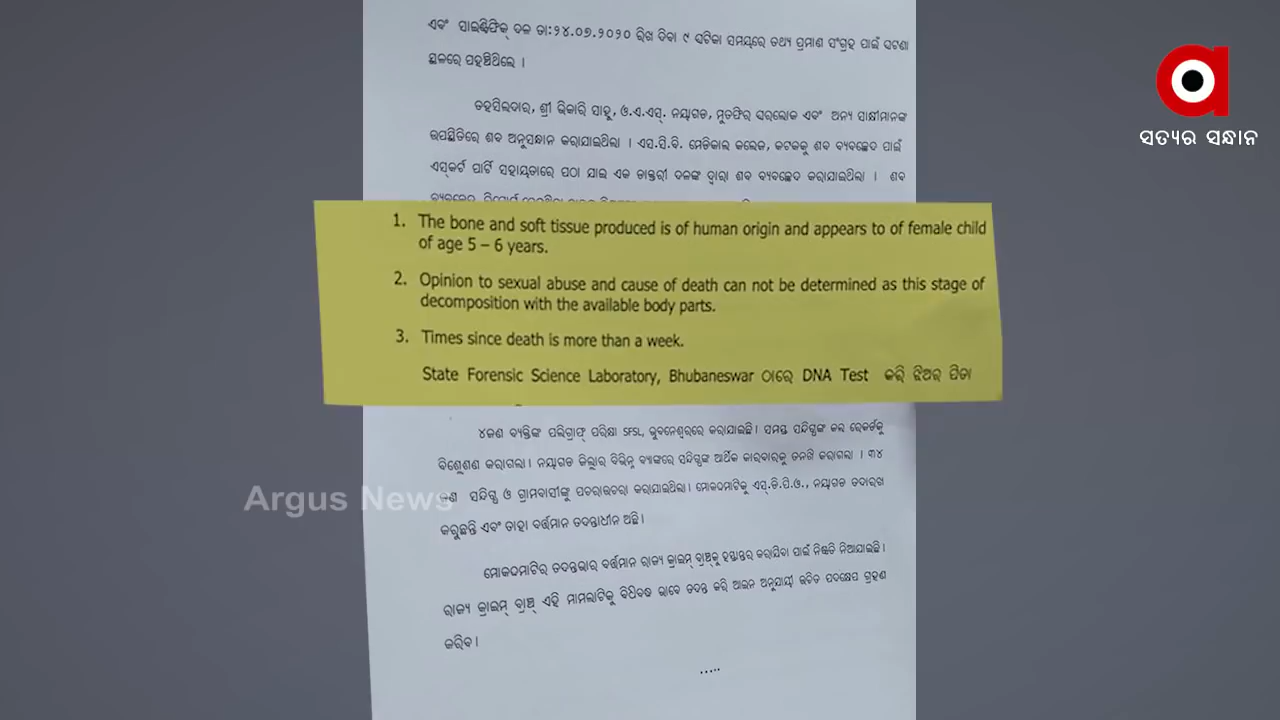 ଏବଂ ସାଇଣ୍ଟିଫିକ୍ ଦଳ ତା:୨୪.୦୭.୨୦୨୦ ରିଖ ଦିବା ୯ ଘଟିକା ସମୟରେ ତଥ୍ୟ ପ୍ରମାଣ ସଂଗ୍ରହ ପାଇଁ ଘଟଣା
ସ୍ଥଳରେ ପହଞ୍ଚିଥିଲେ ।
ସତ୍ୟର ସନ୍ଧାନ
ତହସିଲଦାର, ଶ୍ରୀ ଭିକାରି ସାହୁ, ଓ.ଏ.ଏସ୍. ନୟାଗଡ, ମୁତଫିର ସରଲୋକ ଏବଂ ଅନ୍ୟ ସାକ୍ଷୀମାନଙ୍କ
ଉପସ୍ଥିତିରେ ଶବ ଅନୁସନ୍ଧାନ କରାଯାଇଥିଲା । ଏସ.ସି.ବି. ମେଡିକାଲ କଲେଜ, କଟକକୁ ଶବ ବ୍ୟବଚ୍ଛେଦ ପାଇଁ
ଏସ୍କର୍ଟ ପାର୍ଟି ସହାୟତାରେ ପଠା ଯାଇ ଏକ ଡାକ୍ତରୀ ଦଳଙ୍କ ଦ୍ୱାରା ଶବ ବ୍ୟବଚ୍ଛେଦ କରାଯାଇଥିଲା । ଶବ
1. The bone and soft tissue produced is of human origin and appears to of female child
of age 5 – 6 years.
2. Opinion to sexual abuse and cause of death can not be determined as this stage of
decomposition with the available body parts.
3. Times since death is more than a week.
State Forensic Science Laboratory, Bhubaneswar ଠାରେ DNA Test କରି ଝିଅର ପିତା
୪ଜଣ ବ୍ୟକ୍ତିଙ୍କ ପଲିଗ୍ରାଫ୍ ପରିକ୍ଷା SFSL, ଭୁବନେଶ୍ୱରରେ କରାଯାଇଛି। ସମସ୍ତ ସନ୍ଦିଗ୍ଧଙ୍କ କଲ ରେକର୍ଡକୁ
ବିଶ୍ଲେଶଣ କରାଗଲା। ନୟାଗଡ ଜିଲ୍ଲାର ବିଭିନ୍ନ ବ୍ୟାଙ୍କରେ ସନ୍ଦିଗ୍ଧଙ୍କ ଆର୍ଥିକ କାରବାରକୁ ତନଖି କରାଗଲା । ୩୪
ଜଣ ସନ୍ଦିଗ୍ଧ ଓ ଗ୍ରାମବାସୀଙ୍କୁ ପଚରାଉଚରା କରାଯାଇଥିଲା। ମୋକଦ୍ଦମାଟିକୁ ଏସ୍.ଡି.ପି.ଓ., ନୟାଗଡ ତଦାରଖ
Argus News
କରୁଛନ୍ତି ଏବଂ ତାହା ବର୍ତ୍ତମାନ ତଦନ୍ତାଧୀନ ଅଛି।
ମୋକଦ୍ଦମାଟିର ତଦନ୍ତଭାର ବର୍ତ୍ତମାନ ରାଜ୍ୟ କ୍ରାଇମ୍ ବ୍ରାଞ୍ଚକୁ ହସ୍ତାନ୍ତର କରାଯିବା ପାଇଁ ନିଷ୍ପତି ନିଆଯାଇଛି।
ରାଜ୍ୟ କ୍ରାଇମ୍ ବ୍ରାଞ୍ଚ୍ ଏହି ମାମଲାଟିକୁ ବିଧିବଦ୍ଧ ଭାବେ ତଦନ୍ତ କରି ଆଇନ ଅନୁଯାୟୀ ଉଚିତ ପଦକ୍ଷେପ ଗ୍ରହଣ
କରିବ।
.....